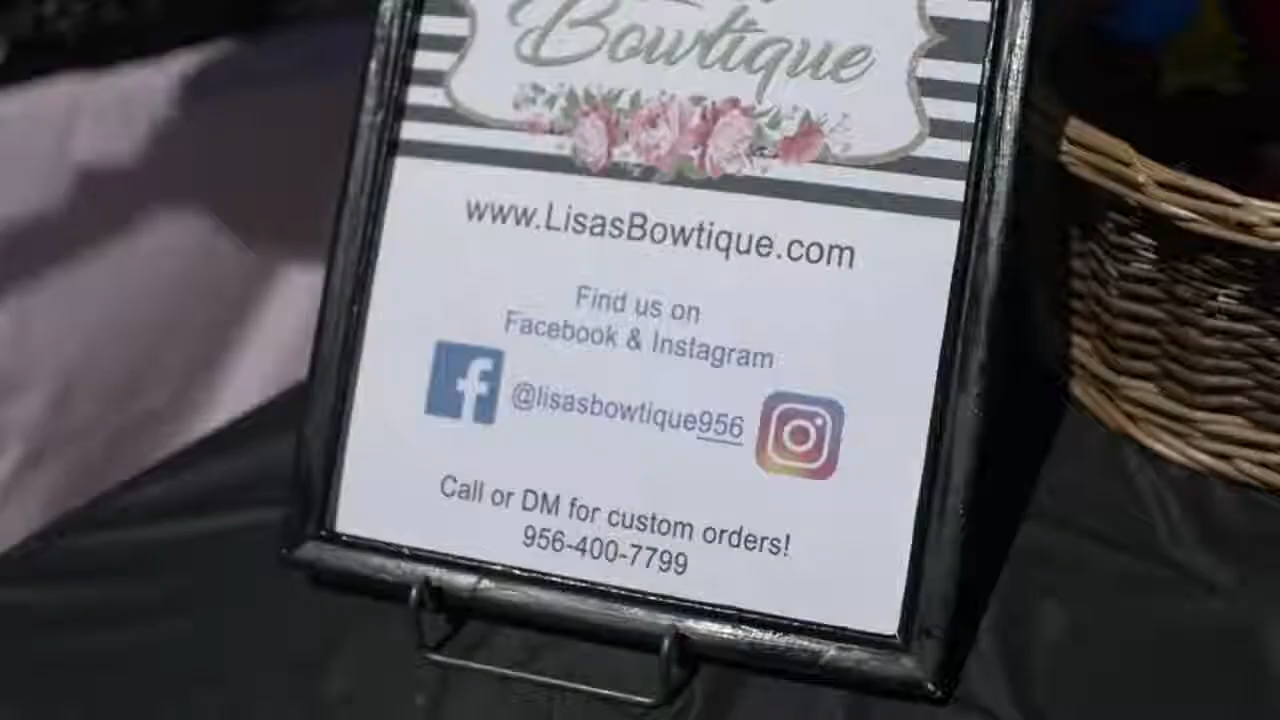 Bowtique
www.LisasBowtique.com
Find us on
Facebook & Instagram
@lisasbowtique956
Call or DM for custom orders!
956-400-7799